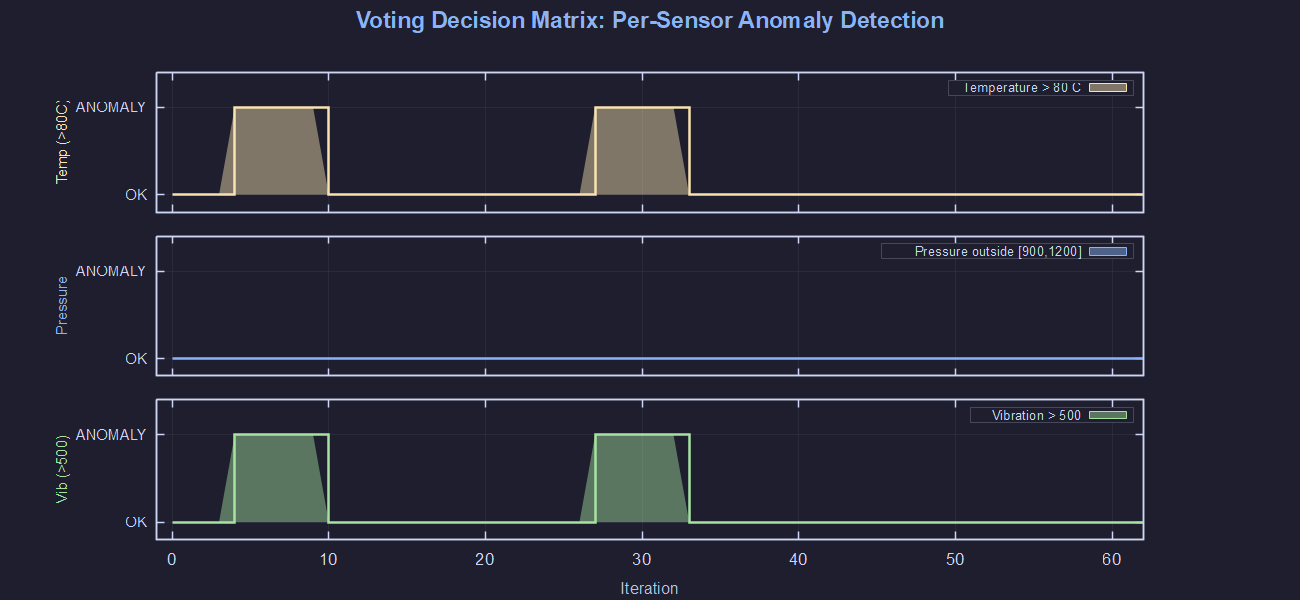 Voting Decision Matrix: Per-Sensor Anomaly Detection
Temperature > 80 C
Temp (>80C)
ANOMALY
OK
Pressure outside [900,1200]
Pressure
ANOMALY
OK
Vibration > 500
Vib (>500)
ANOMALY
OK
0 10 20 30 40 50 60
Iteration